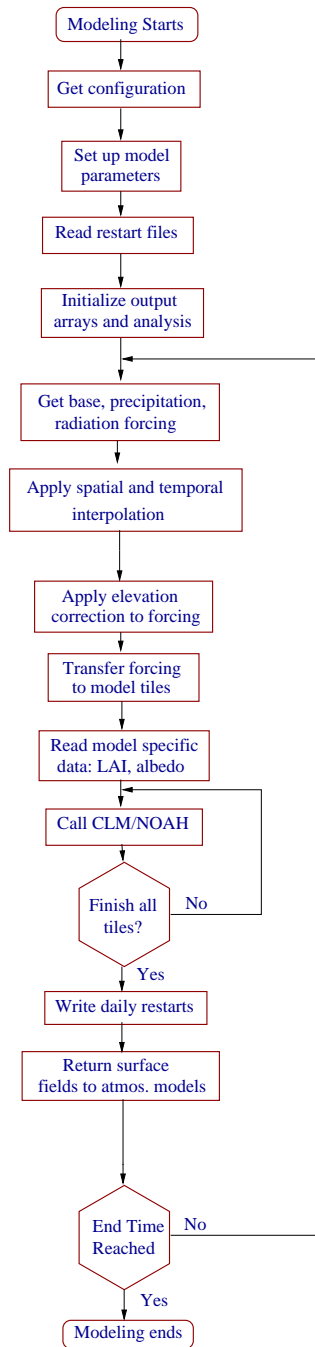 Modeling Starts
Get configuration
Set up model
parameters
Read restart files
Initialize output
arrays and analysis
Get base, precipitation,
radiation forcing
Apply spatial and temporal
interpolation
Apply elevation
correction to forcing
Transfer forcing
to model tiles
Read model specific
data: LAI, albedo
Call CLM/NOAH
Finish all
tiles?
No
Yes
Write daily restarts
Return surface
fields to atmos. models
End Time
Reached
No
Yes
Modeling ends